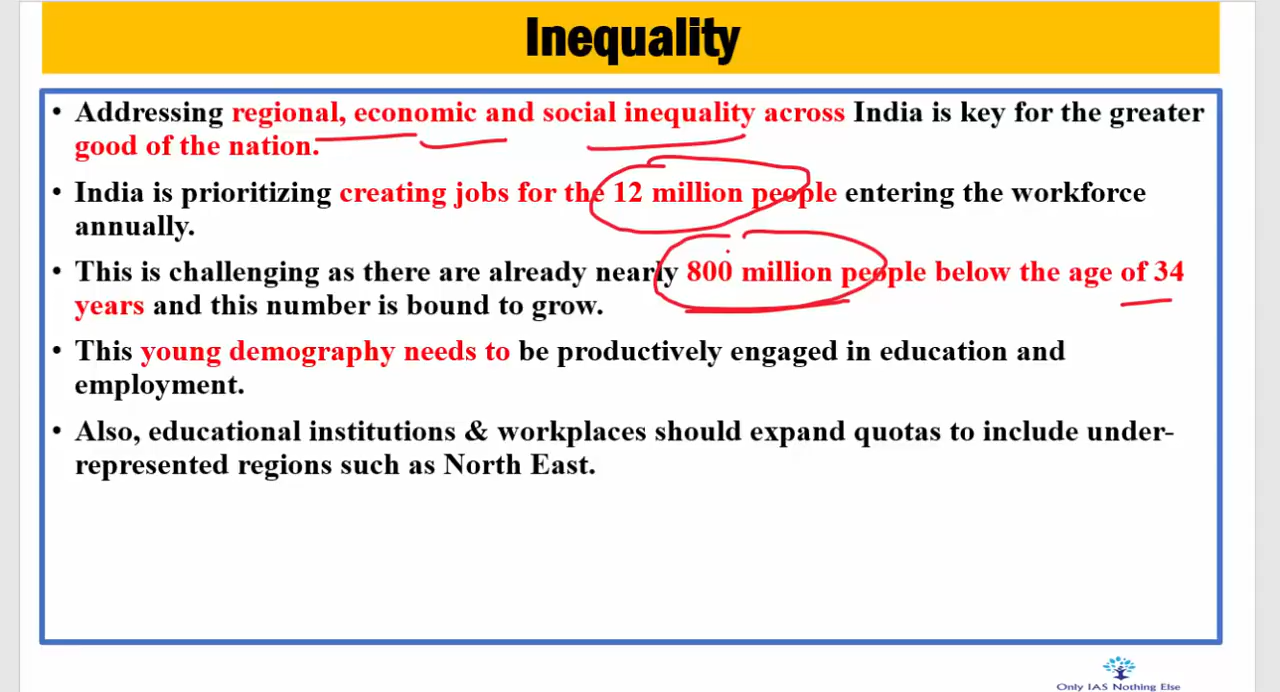 Inequality
• Addressing regional, economic and social inequality across India is key for the greater
good of the nation.
• India is prioritizing creating jobs for the 12 million people entering the workforce
annually.
• This is challenging as there are already nearly 800 million people below the age of 34
years and this number is bound to grow.
• This young demography needs to be productively engaged in education and
employment.
• Also, educational institutions & workplaces should expand quotas to include under-
represented regions such as North East.
Only IAS Nothing Else